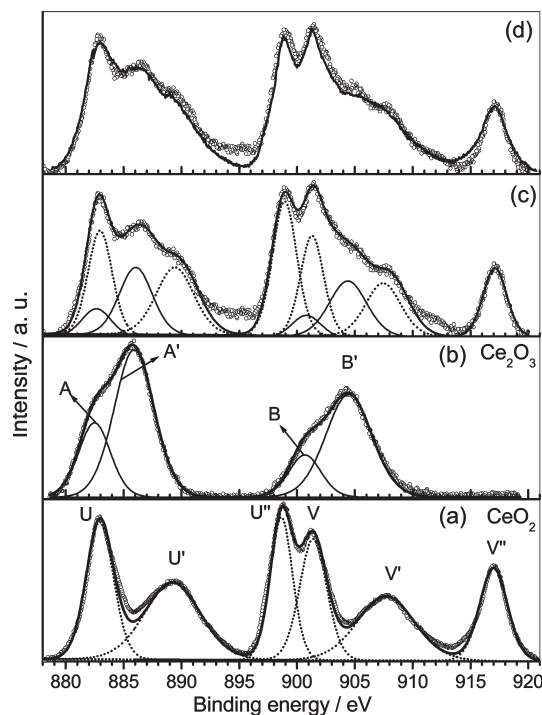 (d)
(c)
(b) Ce₂O₃
A
A'
B
B'
(a) CeO₂
U
U'
U"
V
V'
V"
Intensity / a. u.
880 885 890 895 900 905 910 915 920
Binding energy / eV